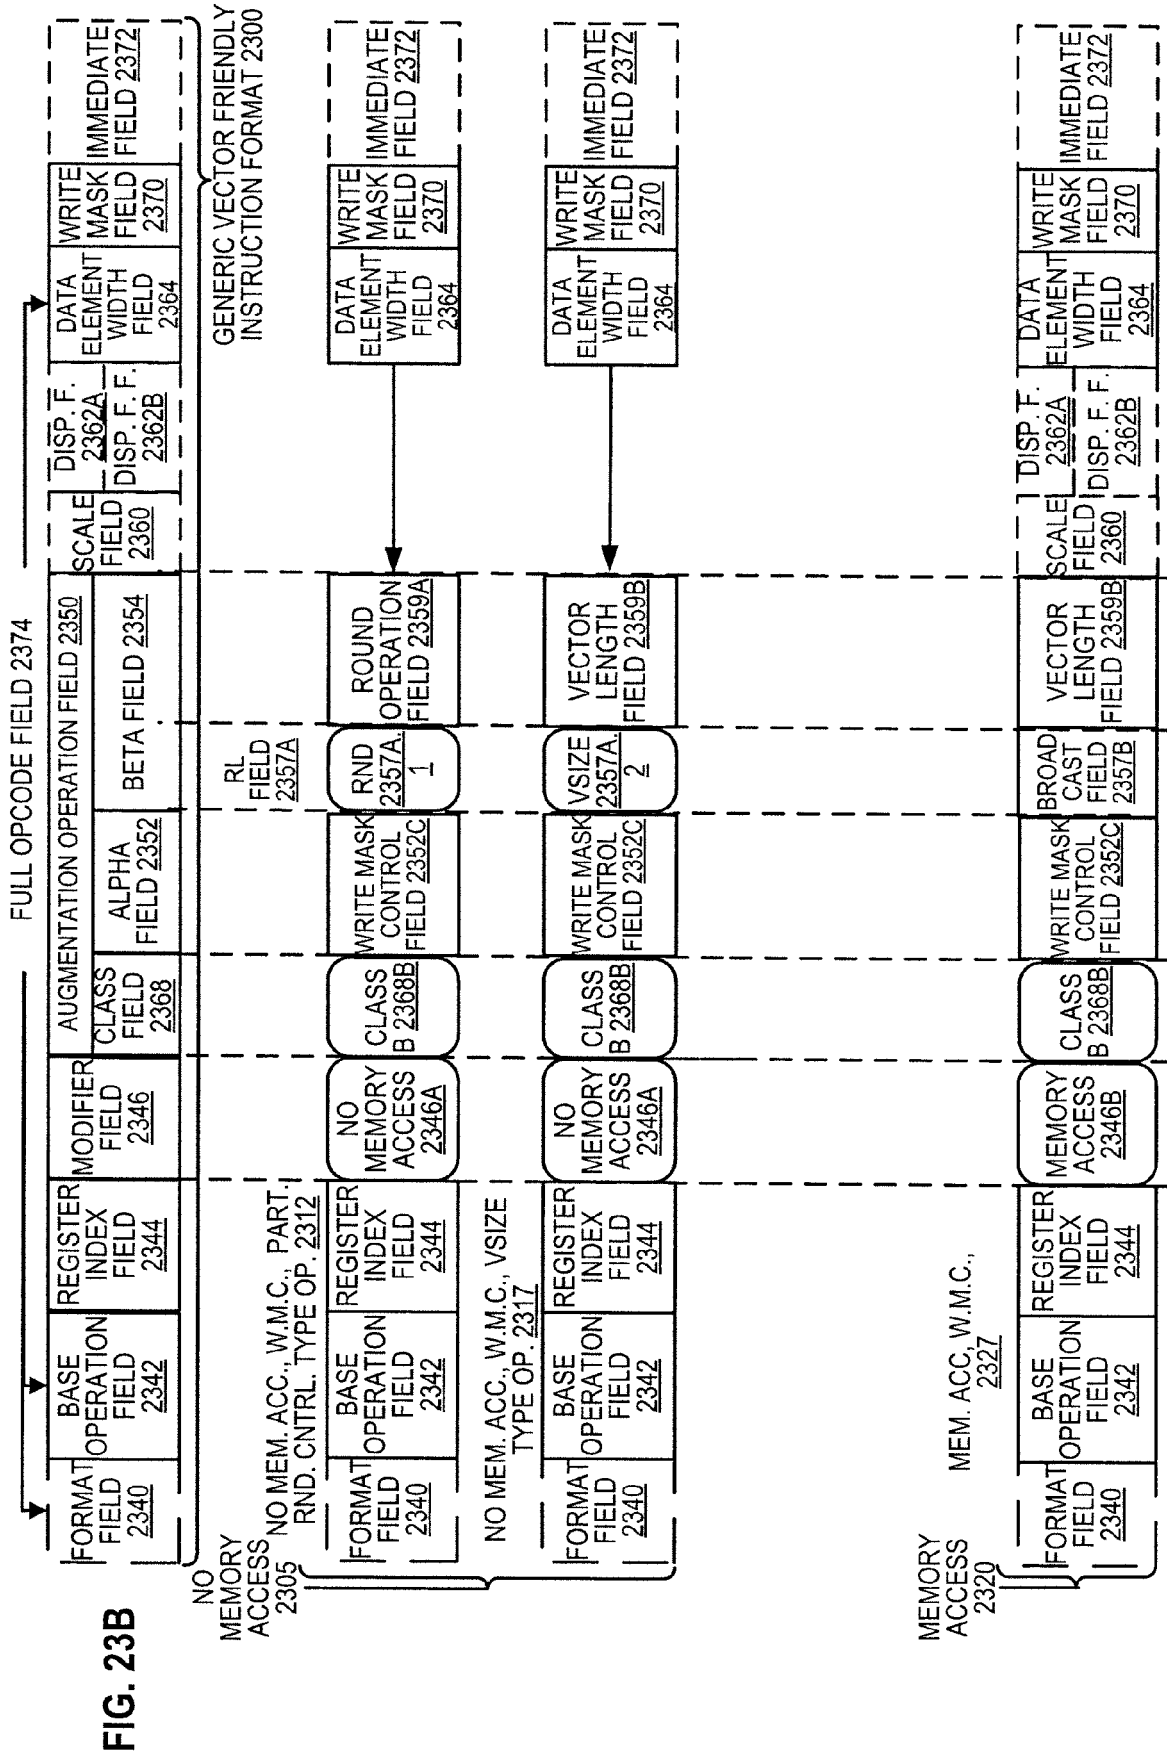 FULL OPCODE FIELD 2374
FORMAT
FIELD
2340
BASE
OPERATION
FIELD
2342
REGISTER
INDEX
FIELD
2344
MODIFIER
FIELD
2346
AUGMENTATION OPERATION FIELD 2350
CLASS
FIELD
2368
ALPHA
FIELD 2352
BETA FIELD 2354
SCALE
FIELD
2360
DISP. F.
2362A
DISP. F. F.
2362B
DATA
ELEMENT
WIDTH
FIELD
2364
WRITE
MASK
FIELD
2370
IMMEDIATE
FIELD 2372
GENERIC VECTOR FRIENDLY
INSTRUCTION FORMAT 2300
FIG. 23B
NO
MEMORY
ACCESS
2305
NO MEM. ACC., W.M.C., PART.
RND. CNTRL. TYPE OP. 2312
RL
FIELD
2357A
FORMAT
FIELD
2340
BASE
OPERATION
FIELD
2342
REGISTER
INDEX
FIELD
2344
NO
MEMORY
ACCESS
2346A
CLASS
B 2368B
WRITE MASK
CONTROL
FIELD 2352C
RND
2357A.
1
ROUND
OPERATION
FIELD 2359A
DATA
ELEMENT
WIDTH
FIELD
2364
WRITE
MASK
FIELD
2370
IMMEDIATE
FIELD 2372
NO MEM. ACC., W.M.C., VSIZE
TYPE OP. 2317
FORMAT
FIELD
2340
BASE
OPERATION
FIELD
2342
REGISTER
INDEX
FIELD
2344
NO
MEMORY
ACCESS
2346A
CLASS
B 2368B
WRITE MASK
CONTROL
FIELD 2352C
VSIZE
2357A.
2
VECTOR
LENGTH
FIELD 2359B
DATA
ELEMENT
WIDTH
FIELD
2364
WRITE
MASK
FIELD
2370
IMMEDIATE
FIELD 2372
MEMORY
ACCESS
2320
MEM. ACC, W.M.C.,
2327
FORMAT
FIELD
2340
BASE
OPERATION
FIELD
2342
REGISTER
INDEX
FIELD
2344
MEMORY
ACCESS
2346B
CLASS
B 2368B
WRITE MASK
CONTROL
FIELD 2352C
BROAD
CAST
FIELD
2357B
VECTOR
LENGTH
FIELD 2359B
SCALE
FIELD
2360
DISP. F.
2362A
DISP. F. F.
2362B
DATA
ELEMENT
WIDTH
FIELD
2364
WRITE
MASK
FIELD
2370
IMMEDIATE
FIELD 2372